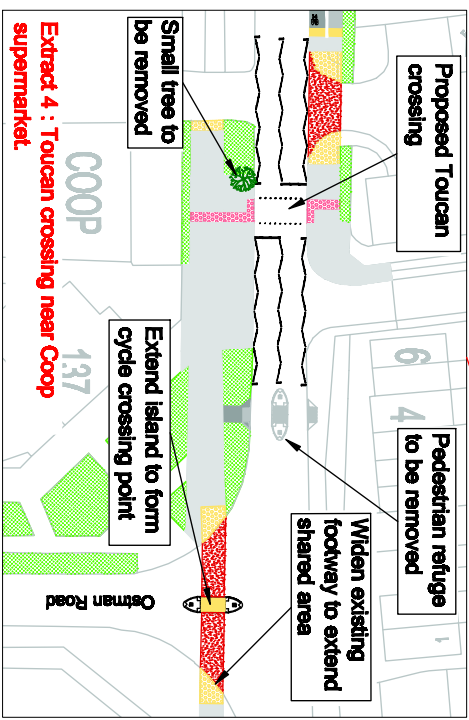 Proposed Toucan
crossing
Small tree to
be removed
COOP
137
6
4
1
Pedestrian refuge
to be removed
Extend island to form
cycle crossing point
Widen existing
footway to extend
shared area
Ostman Road
Extract 4 : Toucan crossing near Coop
supermarket.